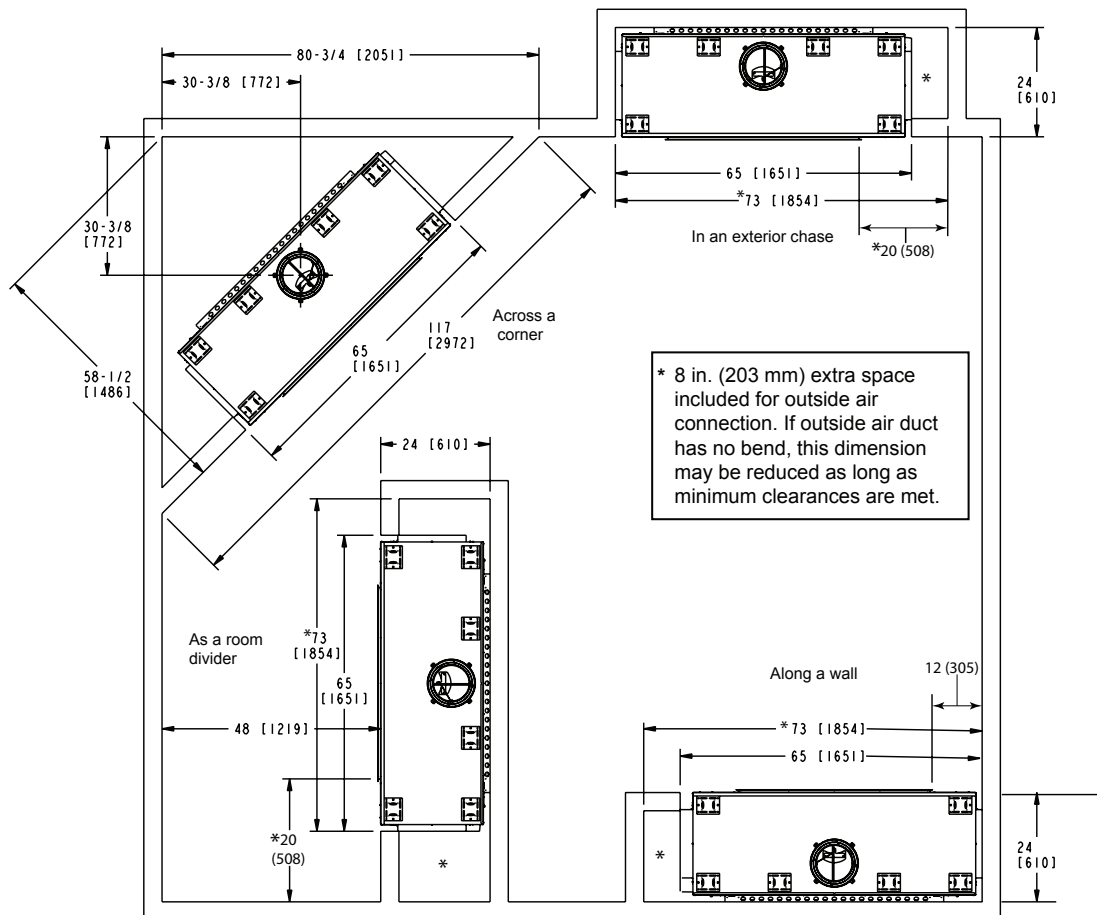 80-3/4 [2051]
30-3/8 [772]
24
[610]
*
65 [1651]
*73 [1854]
In an exterior chase
*20 (508)
30-3/8
[772]
Across a
corner
117
[2972]
65
[1651]
58-1/2
[1486]
* 8 in. (203 mm) extra space
included for outside air
connection. If outside air duct
has no bend, this dimension
may be reduced as long as
minimum clearances are met.
24 [610]
As a room
divider
*73
[1854]
65
[1651]
48 [1219]
*20
(508)
*
Along a wall
12 (305)
*73 [1854]
65 [1651]
*
24
[610]